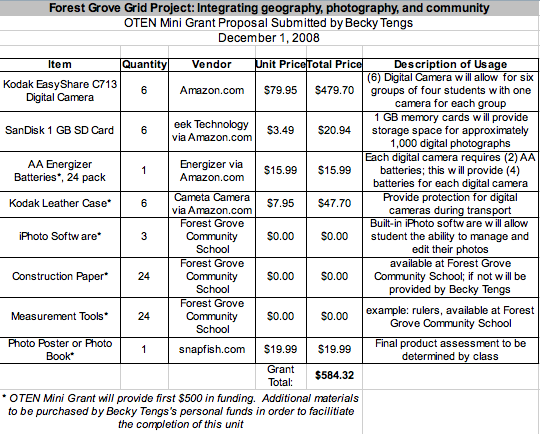 Forest Grove Grid Project: Integrating geography, photography, and community
OTEN Mini Grant Proposal Submitted by Becky Tengs
December 1, 2008
Item Quantity Vendor Unit Price Total Price Description of Usage
Kodak EasyShare C713
Digital Camera
6
Amazon.com
$79.95
$479.70
(6) Digital Camera will allow for six
groups of four students with one
camera for each group
SanDisk 1 GB SD Card
6
eek Technology
via Amazon.com
$3.49
$20.94
1 GB memory cards will provide
storage space for approximately
1,000 digital photographs
AA Energizer
Batteries*, 24 pack
1
Energizer via
Amazon.com
$15.99
$15.99
Each digital camera requires (2) AA
batteries; this will provide (4)
batteries for each digital camera
Kodak Leather Case*
6
Cameta Camera
via Amazon.com
$7.95
$47.70
Provide protection for digital
cameras during transport
iPhoto Software*
3
Forest Grove
Community
School
$0.00
$0.00
Built-in iPhoto software will allow
student the ability to manage and
edit their photos
Construction Paper*
24
Forest Grove
Community
School
$0.00
$0.00
available at Forest Grove
Community School; if not will be
provided by Becky Tengs
Measurement Tools*
24
Forest Grove
Community
School
$0.00
$0.00
example: rulers, available at Forest
Grove Community School
Photo Poster or Photo
Book*
1
snapfish.com
$19.99
$19.99
Final product assessment to be
determined by class
Grant
Total:
$584.32
* OTEN Mini Grant will provide first $500 in funding. Additional materials
to be purchased by Becky Tengs's personal funds in order to facilitiate
the completion of this unit